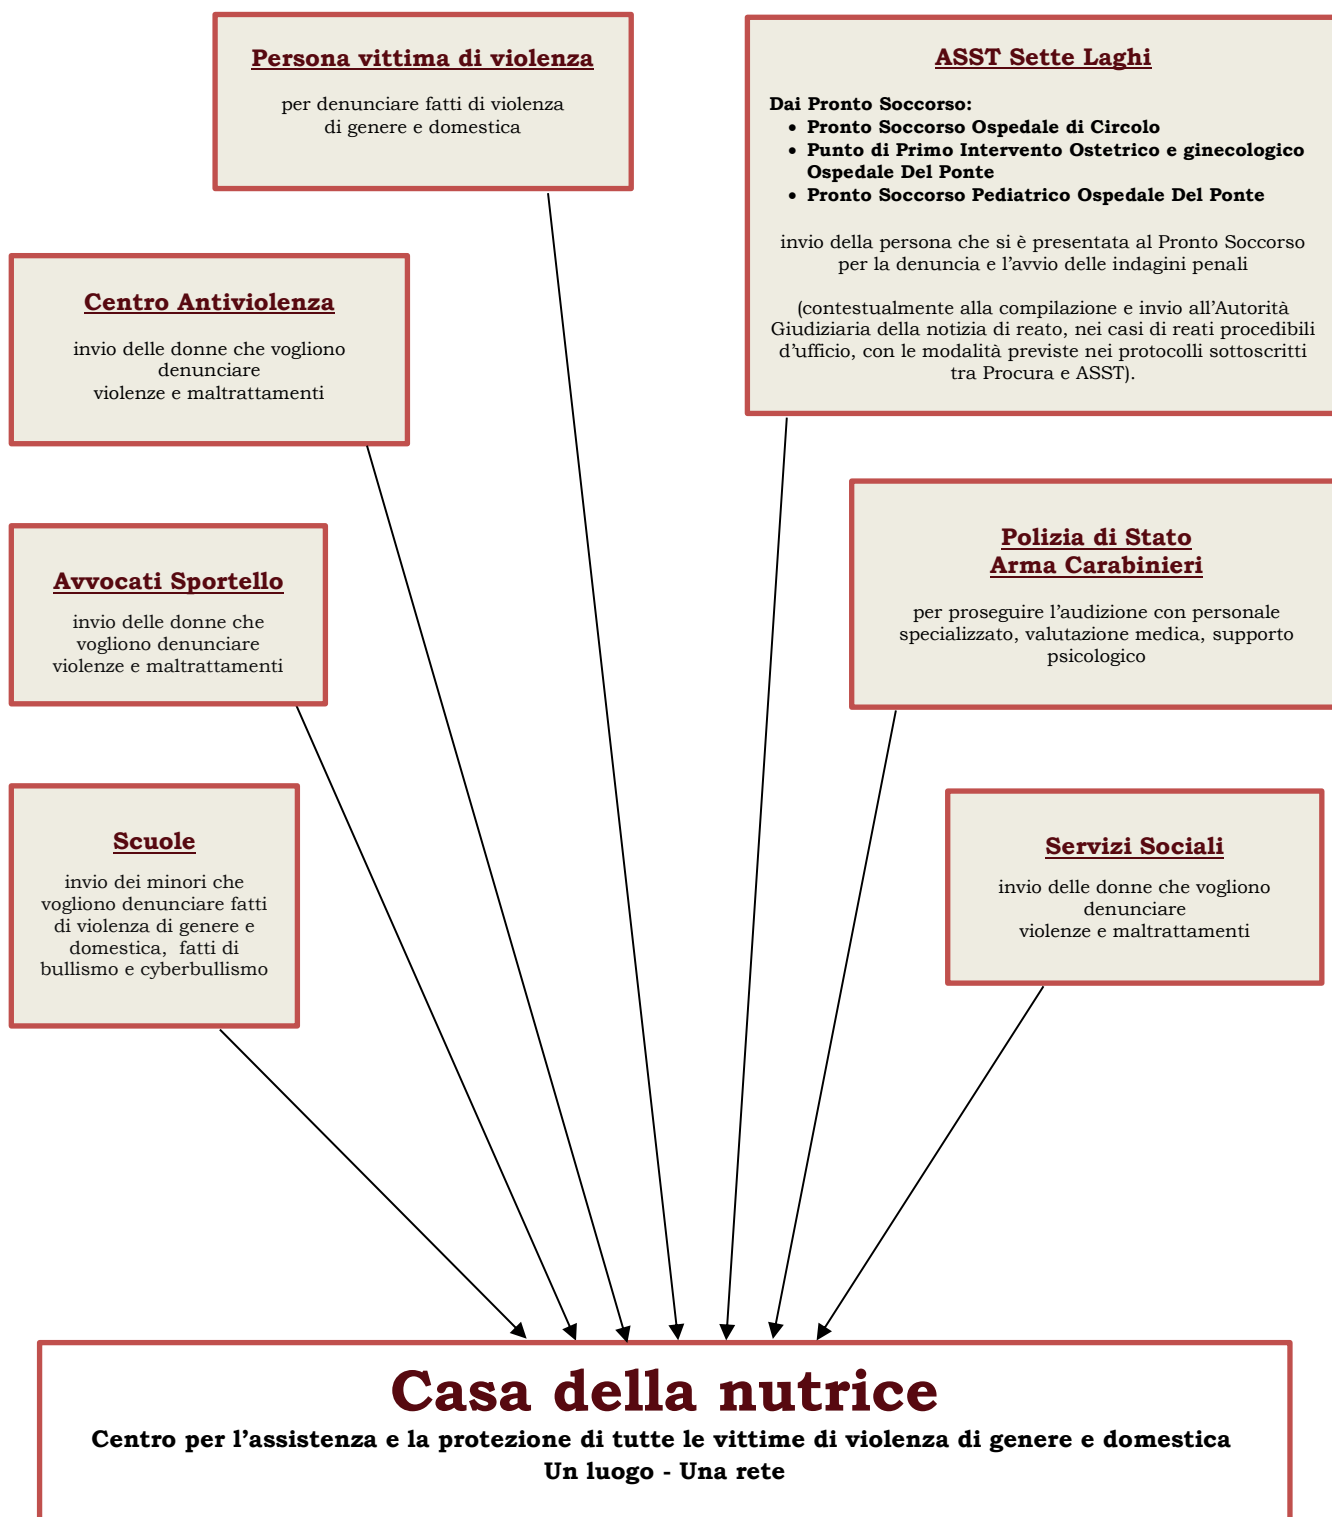 Persona vittima di violenza
per denunciare fatti di violenza
di genere e domestica
ASST Sette Laghi
Dai Pronto Soccorso:
• Pronto Soccorso Ospedale di Circolo
• Punto di Primo Intervento Ostetrico e ginecologico
Ospedale Del Ponte
• Pronto Soccorso Pediatrico Ospedale Del Ponte
invio della persona che si è presentata al Pronto Soccorso
per la denuncia e l’avvio delle indagini penali
(contestualmente alla compilazione e invio all’Autorità
Giudiziaria della notizia di reato, nei casi di reati procedibili
d’ufficio, con le modalità previste nei protocolli sottoscritti
tra Procura e ASST).
Centro Antiviolenza
invio delle donne che vogliono
denunciare
violenze e maltrattamenti
Polizia di Stato
Arma Carabinieri
per proseguire l’audizione con personale
specializzato, valutazione medica, supporto
psicologico
Avvocati Sportello
invio delle donne che
vogliono denunciare
violenze e maltrattamenti
Scuole
invio dei minori che
vogliono denunciare fatti
di violenza di genere e
domestica, fatti di
bullismo e cyberbullismo
Servizi Sociali
invio delle donne che vogliono
denunciare
violenze e maltrattamenti
Casa della nutrice
Centro per l’assistenza e la protezione di tutte le vittime di violenza di genere e domestica
Un luogo - Una rete